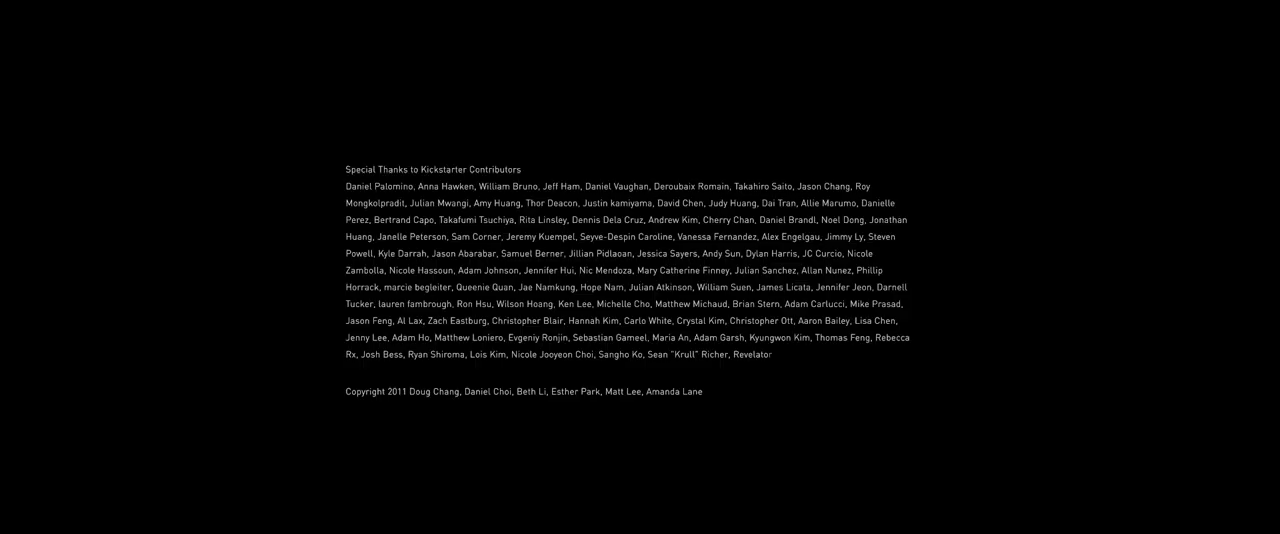 Special Thanks to Kickstarter Contributors
Daniel Palomino, Anna Hawken, William Bruno, Jeff Ham, Daniel Vaughan, Deroubaix Romain, Takahiro Saito, Jason Chang, Roy
Mongkolpradit, Julian Mwangi, Amy Huang, Thor Deacon, Justin kamiyama, David Chen, Judy Huang, Dai Tran, Allie Marumo, Danielle
Perez, Bertrand Capo, Takafumi Tsuchiya, Rita Linsley, Dennis Dela Cruz, Andrew Kim, Cherry Chan, Daniel Brandl, Noel Dong, Jonathan
Huang, Janelle Peterson, Sam Corner, Jeremy Kuempel, Seyve-Despin Caroline, Vanessa Fernandez, Alex Engelgau, Jimmy Ly, Steven
Powell, Kyle Darrah, Jason Abarabar, Samuel Berner, Jillian Pidlaoan, Jessica Sayers, Andy Sun, Dylan Harris, JC Curcio, Nicole
Zambolla, Nicole Hassoun, Adam Johnson, Jennifer Hui, Nic Mendoza, Mary Catherine Finney, Julian Sanchez, Allan Nunez, Phillip
Horrack, marcie begleiter, Queenie Quan, Jae Namkung, Hope Nam, Julian Atkinson, William Suen, James Licata, Jennifer Jeon, Darnell
Tucker, lauren fambrough, Ron Hsu, Wilson Hoang, Ken Lee, Michelle Cho, Matthew Michaud, Brian Stern, Adam Carlucci, Mike Prasad,
Jason Feng, Al Lax, Zach Eastburg, Christopher Blair, Hannah Kim, Carlo White, Crystal Kim, Christopher Ott, Aaron Bailey, Lisa Chen,
Jenny Lee, Adam Ho, Matthew Loniero, Evgeniy Ronjin, Sebastian Gameel, Maria An, Adam Garsh, Kyungwon Kim, Thomas Feng, Rebecca
Rx, Josh Bess, Ryan Shiroma, Lois Kim, Nicole Jooyeon Choi, Sangho Ko, Sean "Krull" Richer, Revelator
Copyright 2011 Doug Chang, Daniel Choi, Beth Li, Esther Park, Matt Lee, Amanda Lane